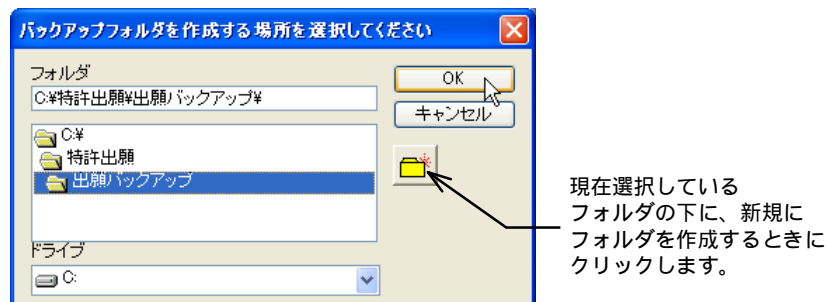 バックアップフォルダを作成する場所を選択してください
フォルダ
C:¥特許出願¥出願バックアップ¥
OK
キャンセル
C:¥
特許出願
出願バックアップ
現在選択している
フォルダの下に、新規に
フォルダを作成するときに
クリックします。
ドライブ
C: